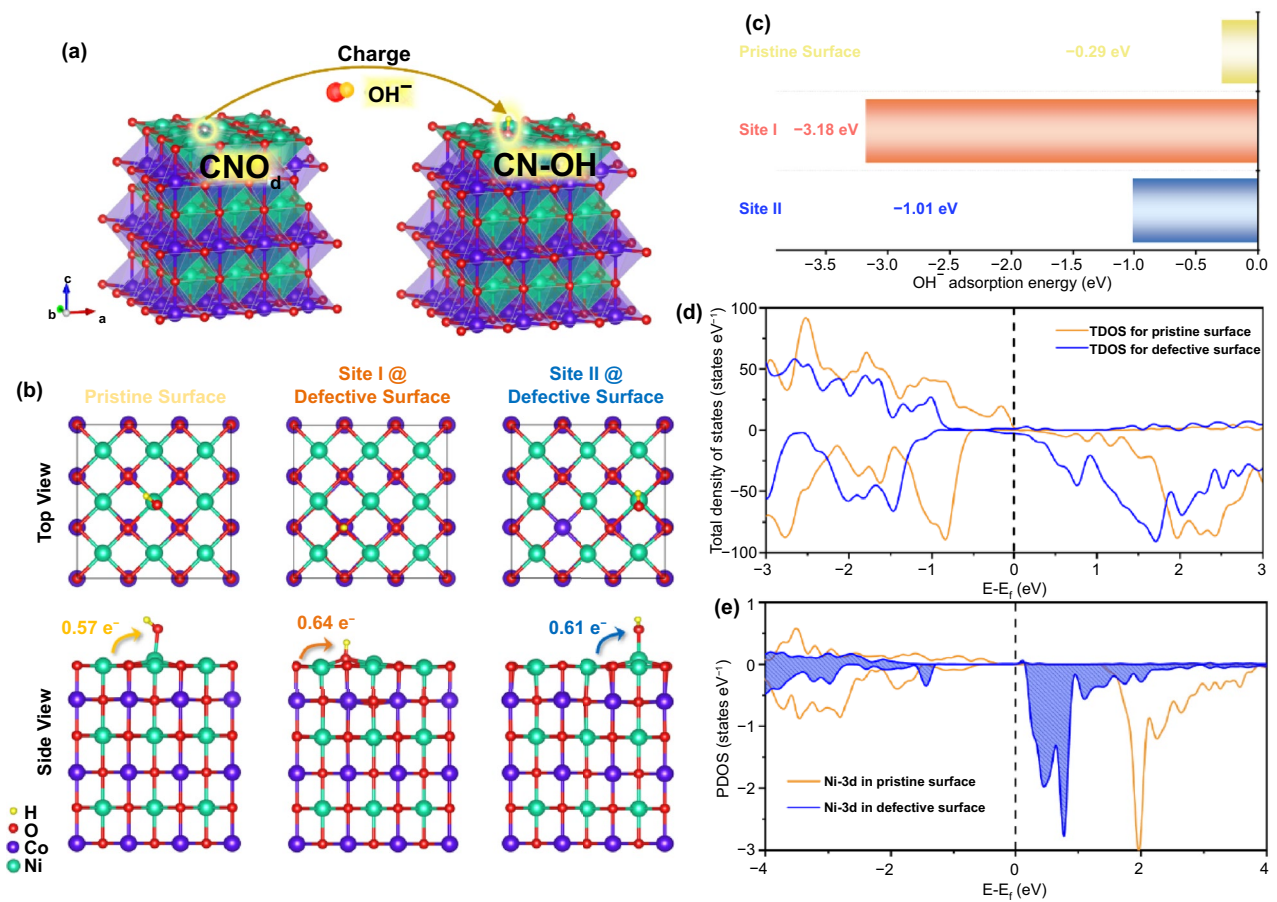 (a)
Charge
OH⁻
CNOd
CN-OH
c
b
a
(b)
Pristine Surface
Site I @
Defective Surface
Site II @
Defective Surface
Top View
Side View
0.57 e⁻
0.64 e⁻
0.61 e⁻
H
O
Co
Ni
(c)
Pristine Surface
−0.29 eV
Site I
−3.18 eV
Site II
−1.01 eV
−3.5 −3.0 −2.5 −2.0 −1.5 −1.0 −0.5 0.0
OH⁻ adsorption energy (eV)
(d)
Total density of states (states eV⁻¹)
100
50
0
−50
−100
TDOS for pristine surface
TDOS for defective surface
−3 −2 −1 0 1 2 3
E-Ef (eV)
(e)
PDOS (states eV⁻¹)
1
0
−1
−2
−3
Ni-3d in pristine surface
Ni-3d in defective surface
−4 −2 0 2 4
E-Ef (eV)